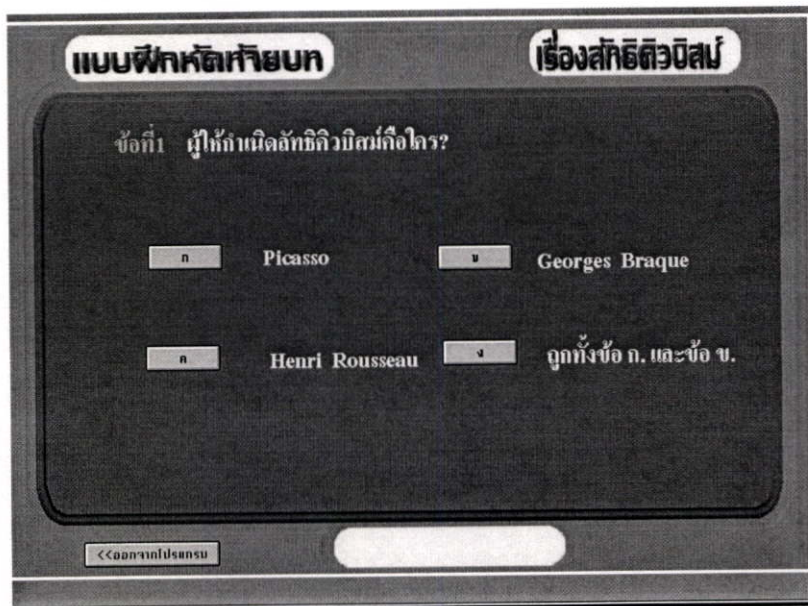 แบบฝึกหัดท้ายบท
เรื่องลัทธิคิวบิสม์
ข้อที่1 ผู้ให้กำเนิดลัทธิคิวบิสม์คือใคร?
ก Picasso
ข Georges Braque
ค Henri Rousseau
ง ถูกทั้งข้อ ก. และข้อ ข.
<<ออกจากโปรแกรม